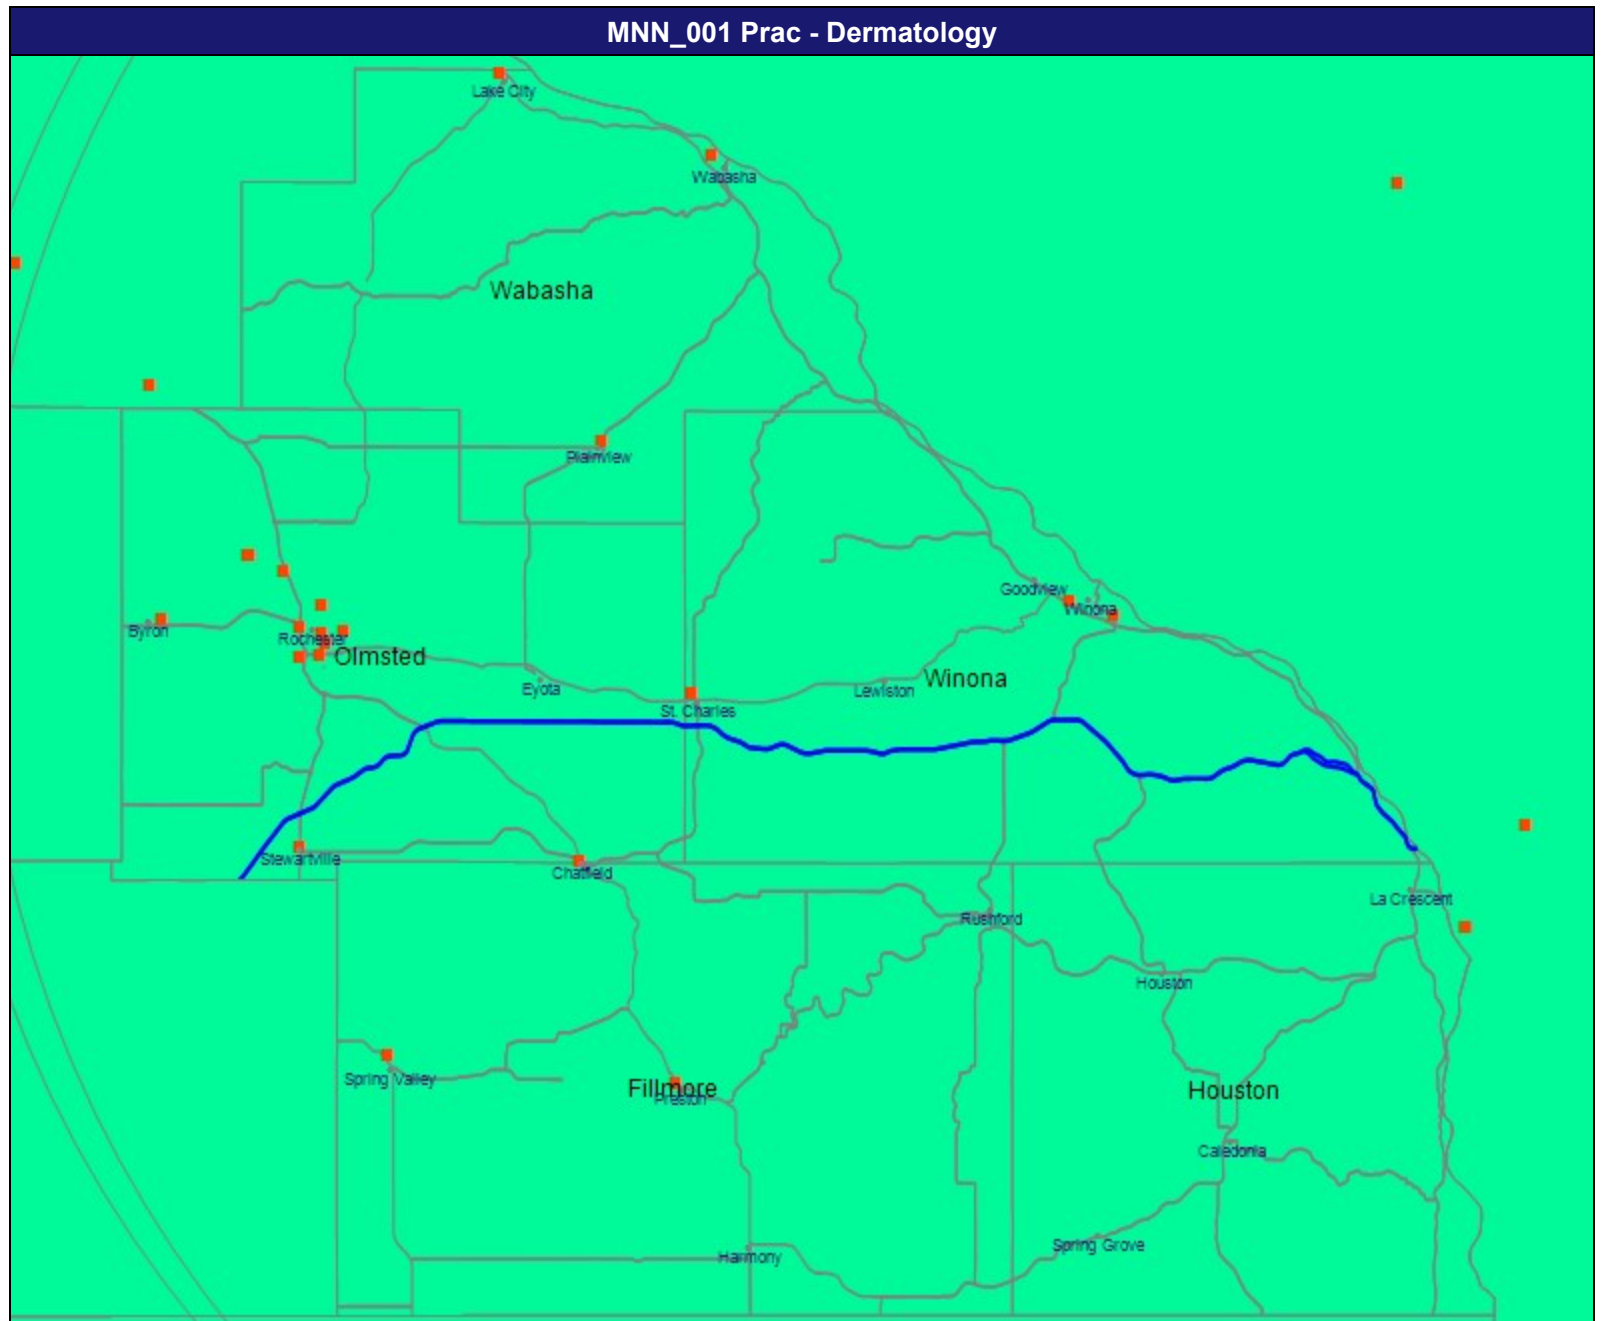 MNN_001 Prac - Dermatology
Lake City
Wabasha
Wabasha
Plainview
Goodview
Winona
Byron
Rochester
Olmsted
Winona
Eyota
Lewiston
St. Charles
Stewartville
Chatfield
La Crescent
Rushford
Houston
Spring Valley
Fillmore
Preston
Houston
Caledonia
Spring Grove
Harmony